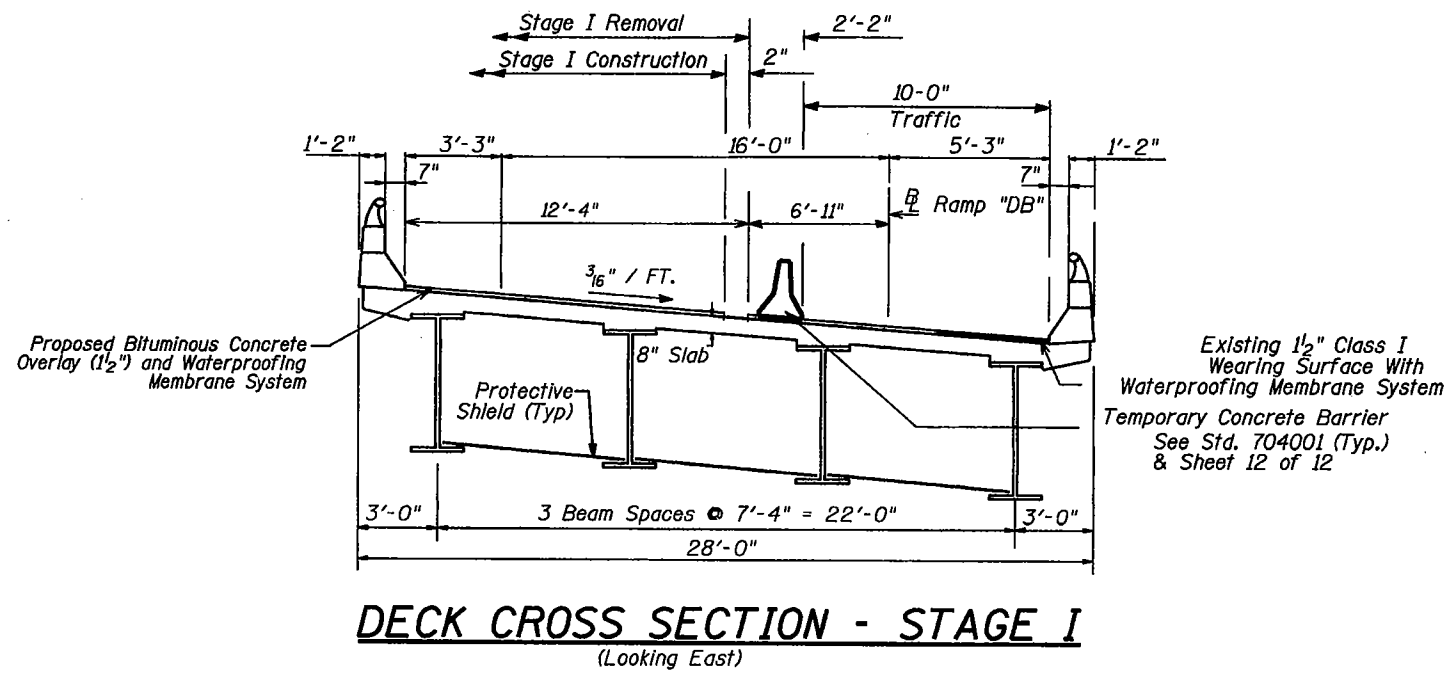 Stage I Removal
2'-2"
Stage I Construction
2"
10-0"
Traffic
1'-2"
3'-3"
16'-0"
5'-3"
1'-2"
7"
7"
12'-4"
6'-11"
℄ Ramp "DB"
3/16" / FT.
Proposed Bituminous Concrete
Overlay (1½") and Waterproofing
Membrane System
8" Slab
Existing 1½" Class I
Wearing Surface With
Waterproofing Membrane System
Protective
Shield (Typ)
Temporary Concrete Barrier
See Std. 704001 (Typ.)
& Sheet 12 of 12
3'-0"
3 Beam Spaces @ 7'-4" = 22'-0"
3'-0"
28'-0"
DECK CROSS SECTION - STAGE I
(Looking East)